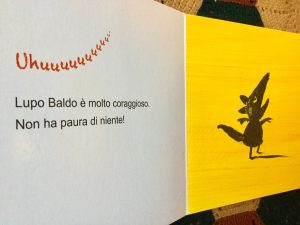 Uhuuuuuuuuuu
Lupo Baldo è molto coraggioso.
Non ha paura di niente!